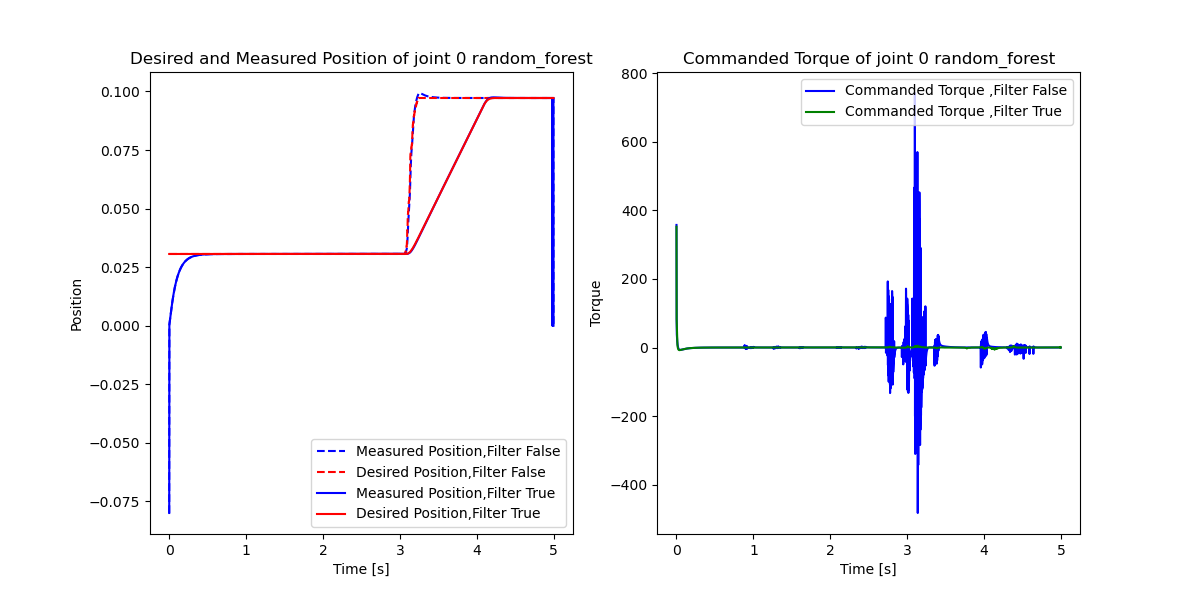 Desired and Measured Position of joint 0 random_forest
0.100
0.075
0.050
0.025
0.000
−0.025
−0.050
−0.075
Position
Measured Position,Filter False
Desired Position,Filter False
Measured Position,Filter True
Desired Position,Filter True
0 1 2 3 4 5
Time [s]
Commanded Torque of joint 0 random_forest
800
600
400
200
0
−200
−400
Torque
Commanded Torque ,Filter False
Commanded Torque ,Filter True
0 1 2 3 4 5
Time [s]